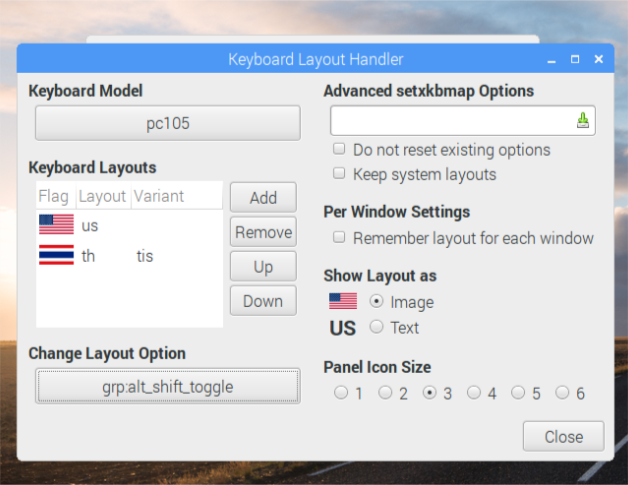 Keyboard Layout Handler
Keyboard Model
pc105
Keyboard Layouts
Flag Layout Variant
us
th tis
Add
Remove
Up
Down
Change Layout Option
grp:alt_shift_toggle
Advanced setxkbmap Options
Do not reset existing options
Keep system layouts
Per Window Settings
Remember layout for each window
Show Layout as
Image
US Text
Panel Icon Size
1 2 3 4 5 6
Close